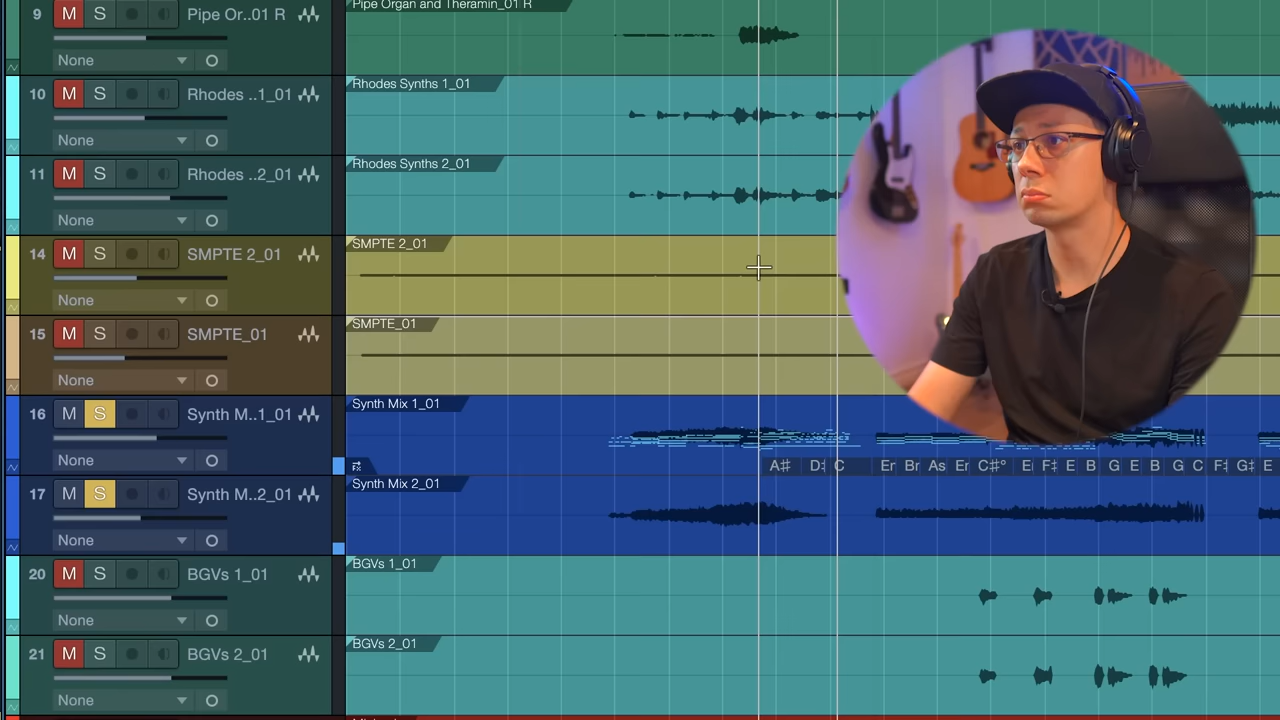 9 M S Pipe Or..01 R Pipe Organ and Theramin_01 R
None
10 M S Rhodes ..1_01 Rhodes Synths 1_01
None
11 M S Rhodes ..2_01 Rhodes Synths 2_01
None
14 M S SMPTE 2_01 SMPTE 2_01
None
15 M S SMPTE_01 SMPTE_01
None
16 M S Synth M..1_01 Synth Mix 1_01
None A# C C#° E B G E B G C G# E
17 M S Synth M..2_01 Synth Mix 2_01
None
20 M S BGVs 1_01 BGVs 1_01
None
21 M S BGVs 2_01 BGVs 2_01
None